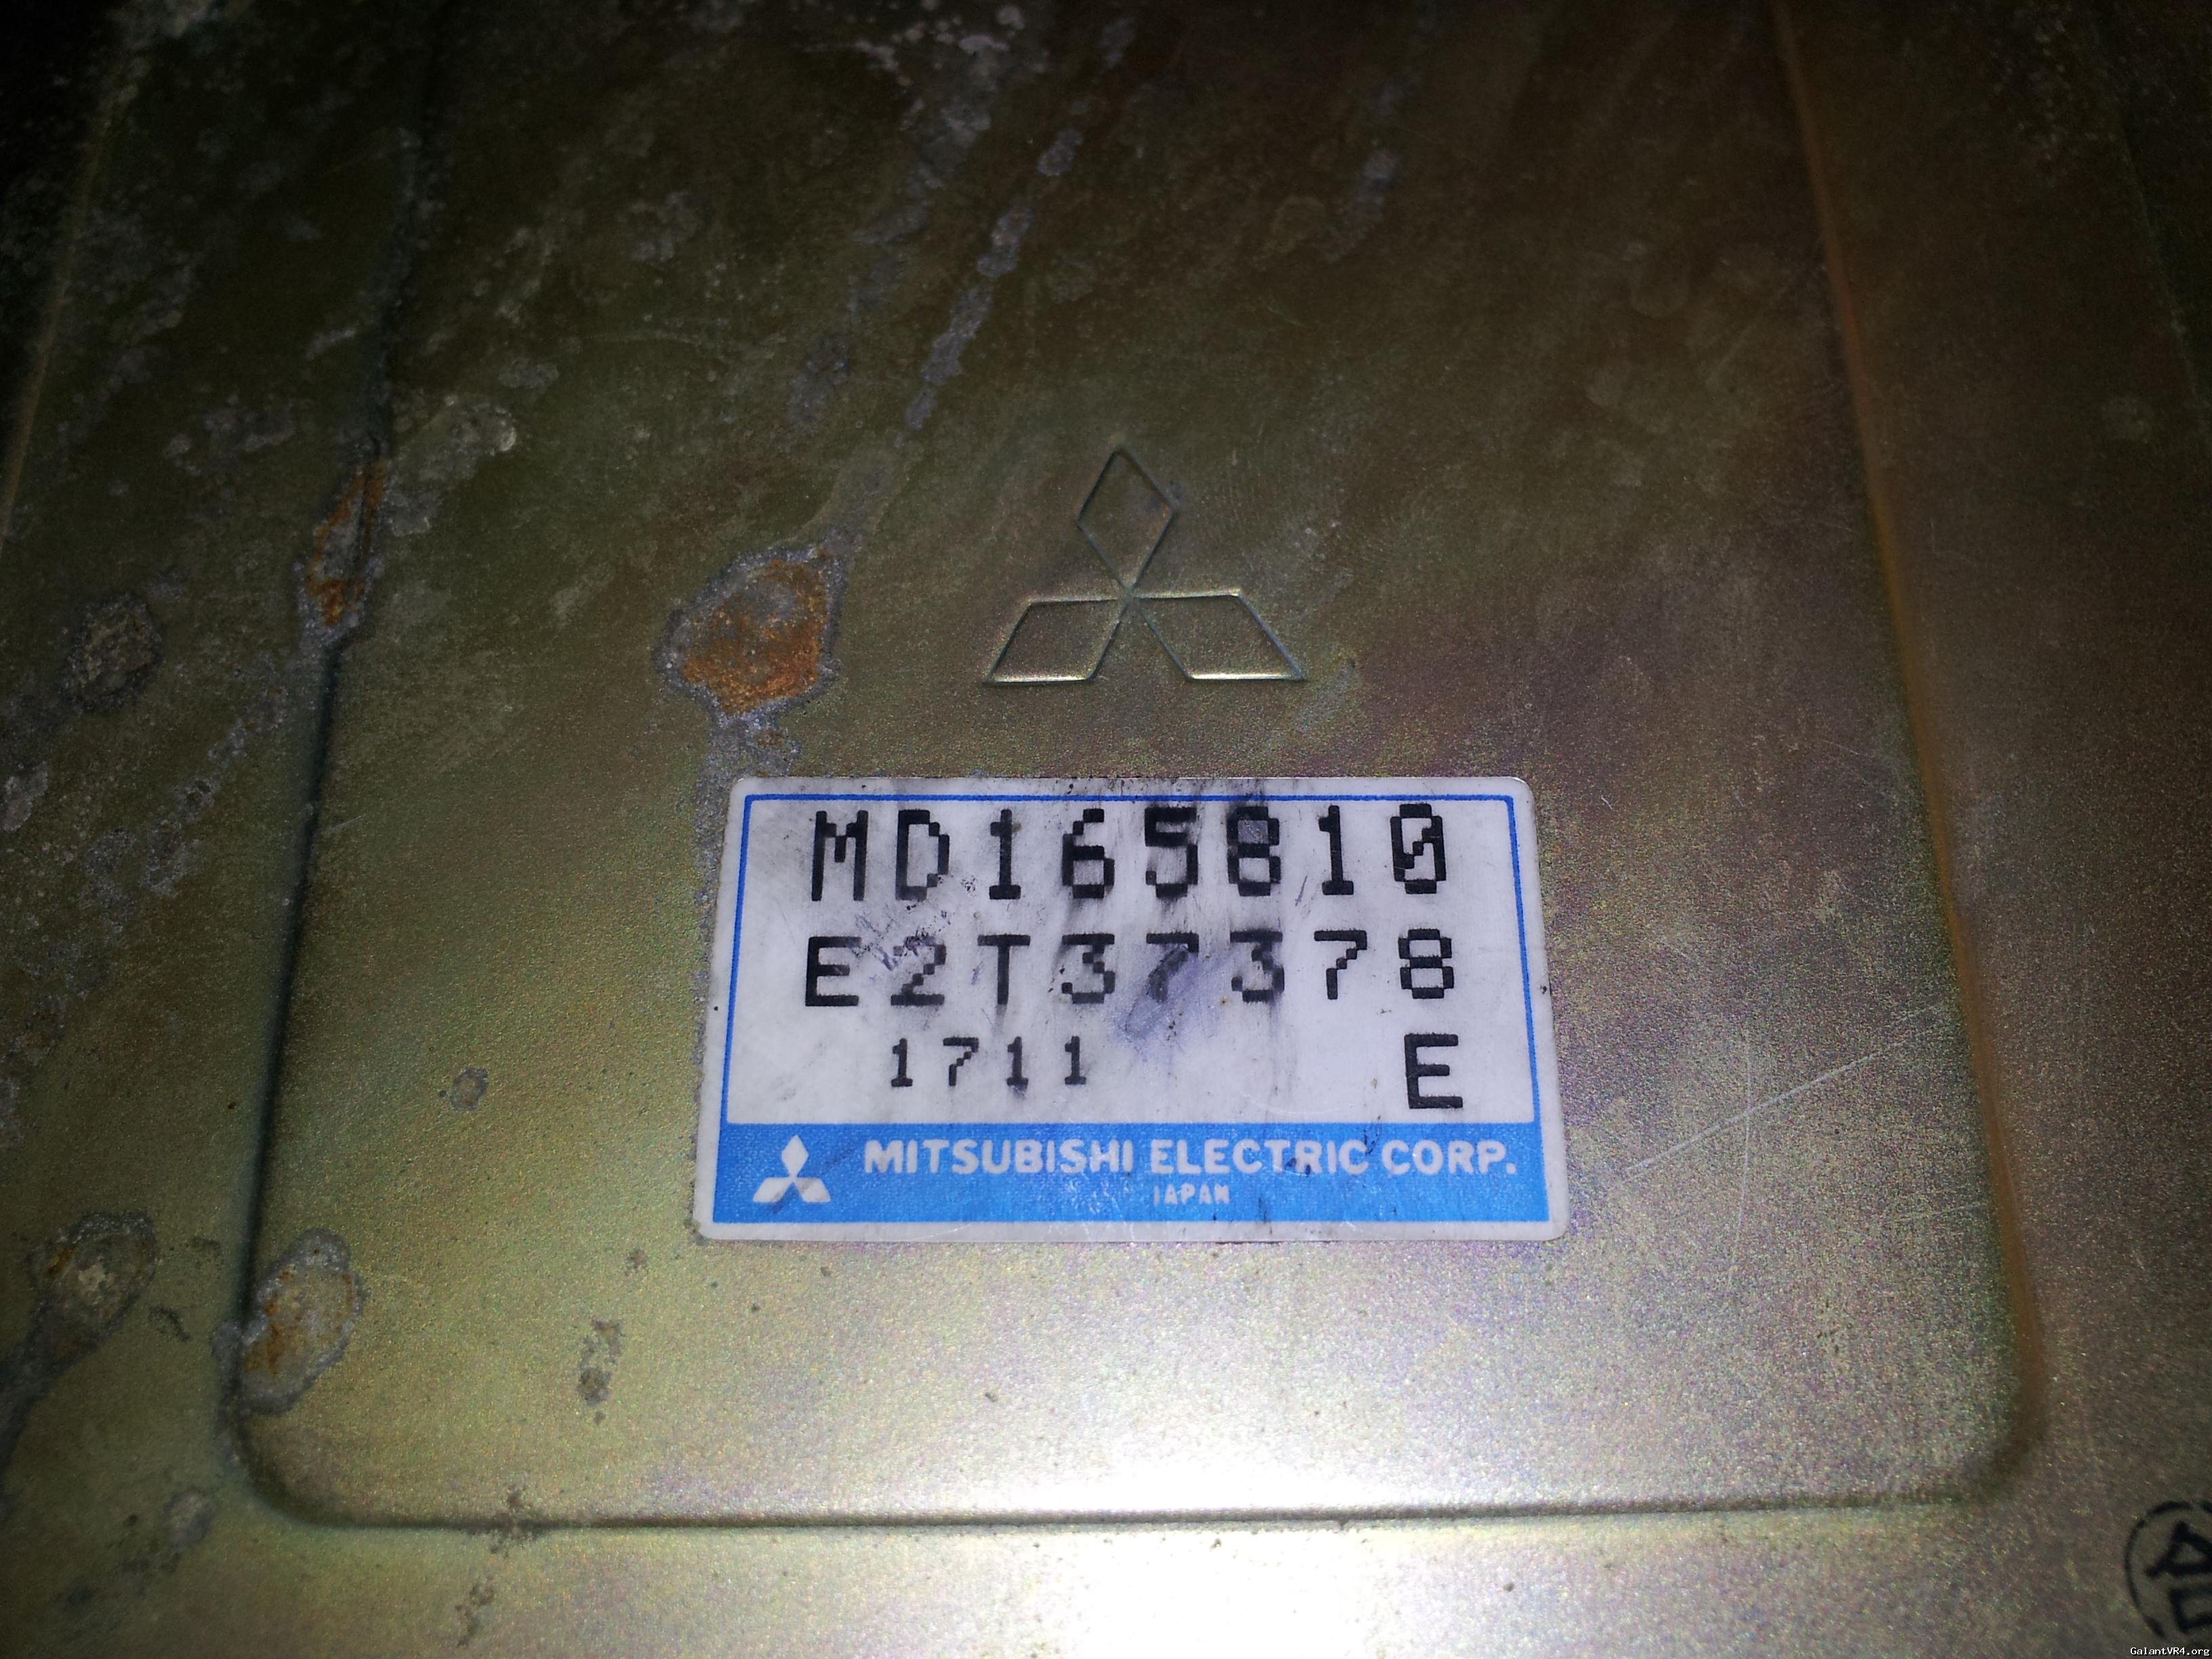 MD165810
E2T37378
1711 E
MITSUBISHI ELECTRIC CORP.
JAPAN
GalantVR4.org